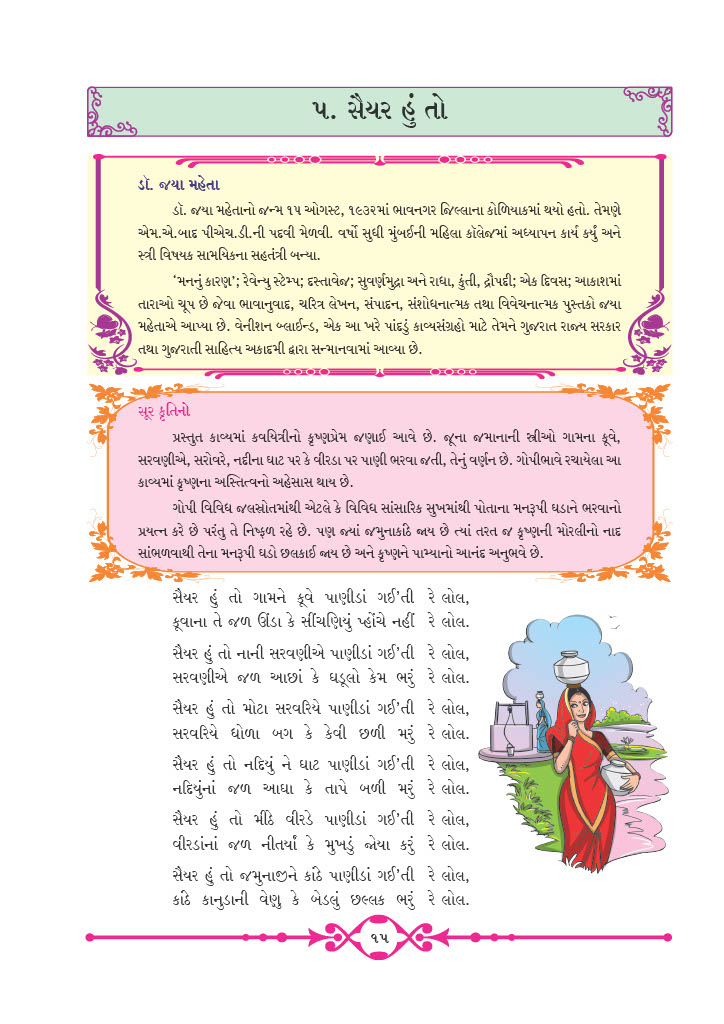 ૫. સૈયર હું તો
ડૉ. જયા મહેતા
ડૉ. જયા મહેતાનો જન્મ ૧૫ ઓગસ્ટ, ૧૯૩૨માં ભાવનગર જિલ્લાના કોળિયાકમાં થયો હતો. તેમણે
એમ.એ.બાદ પીએચ.ડી.ની પદવી મેળવી. વર્ષો સુધી મુંબઈની મહિલા કૉલેજમાં અધ્યાપન કાર્ય કર્યું અને
સ્ત્રી વિષયક સામયિકના સહતંત્રી બન્યા.
‘મનનું કારણ’; રેવેન્યુ સ્ટેમ્પ; દસ્તાવેજ; સુવર્ણમુદ્રા અને રાધા, કુંતી, દ્રૌપદી; એક દિવસ; આકાશમાં
તારાઓ ચૂપ છે જેવા ભાવાનુવાદ, ચરિત્ર લેખન, સંપાદન, સંશોધનાત્મક તથા વિવેચનાત્મક પુસ્તકો જયા
મહેતાએ આપ્યા છે. વેનીશન બ્લાઈન્ડ, એક આ ખરે પાંદડું કાવ્યસંગ્રહો માટે તેમને ગુજરાત રાજ્ય સરકાર
તથા ગુજરાતી સાહિત્ય અકાદમી દ્વારા સન્માનવામાં આવ્યા છે.
સૂર કૃતિનો
પ્રસ્તુત કાવ્યમાં કવયિત્રીનો કૃષ્ણપ્રેમ જણાઈ આવે છે. જૂના જમાનાની સ્ત્રીઓ ગામના કૂવે,
સરવણીએ, સરોવરે, નદીના ઘાટ પર કે વીરડા પર પાણી ભરવા જતી, તેનું વર્ણન છે. ગોપીભાવે રચાયેલા આ
કાવ્યમાં કૃષ્ણના અસ્તિત્વનો અહેસાસ થાય છે.
ગોપી વિવિધ જલસ્રોતમાંથી એટલે કે વિવિધ સાંસારિક સુખમાંથી પોતાના મનરૂપી ઘડાને ભરવાનો
પ્રયત્ન કરે છે પરંતુ તે નિષ્ફળ રહે છે. પણ જ્યાં જમુનાકાંઠે જાય છે ત્યાં તરત જ કૃષ્ણની મોરલીનો નાદ
સાંભળવાથી તેના મનરૂપી ઘડો છલકાઈ જાય છે અને કૃષ્ણને પામ્યાનો આનંદ અનુભવે છે.
સૈયર હું તો ગામને કૂવે પાણીડાં ગઈ’તી રે લોલ,
કૂવાના તે જળ ઊંડા કે સીંચણિયું પ્હોંચે નહીં રે લોલ.
સૈયર હું તો નાની સરવણીએ પાણીડાં ગઈ’તી રે લોલ,
સરવણીએ જળ આછાં કે ઘડૂલો કેમ ભરું રે લોલ.
સૈયર હું તો મોટા સરવરિયે પાણીડાં ગઈ’તી રે લોલ,
સરવરિયે ધોળા બગ કે કેવી છળી મરું રે લોલ.
સૈયર હું તો નદિયું ને ઘાટ પાણીડાં ગઈ’તી રે લોલ,
નદિયુંનાં જળ આઘા કે તાપે બળી મરું રે લોલ.
સૈયર હું તો મીઠે વીરડે પાણીડાં ગઈ’તી રે લોલ,
વીરડાંનાં જળ નીતર્યાં કે મુખડું જોયા કરું રે લોલ.
સૈયર હું તો જમુનાજીને કાંઠે પાણીડાં ગઈ’તી રે લોલ,
કાંઠે કાનુડાની વેણુ કે બેડલું છલ્લક ભરું રે લોલ.
૧૫